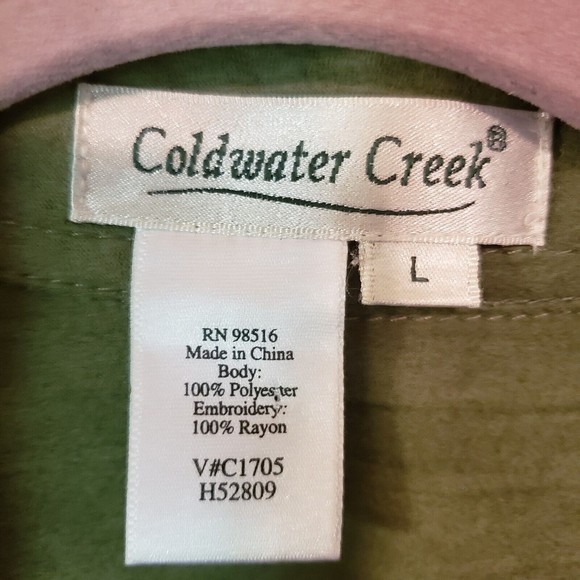 Coldwater Creek®
L
RN 98516
Made in China
Body:
100% Polyester
Embroidery:
100% Rayon
V#C1705
H52809